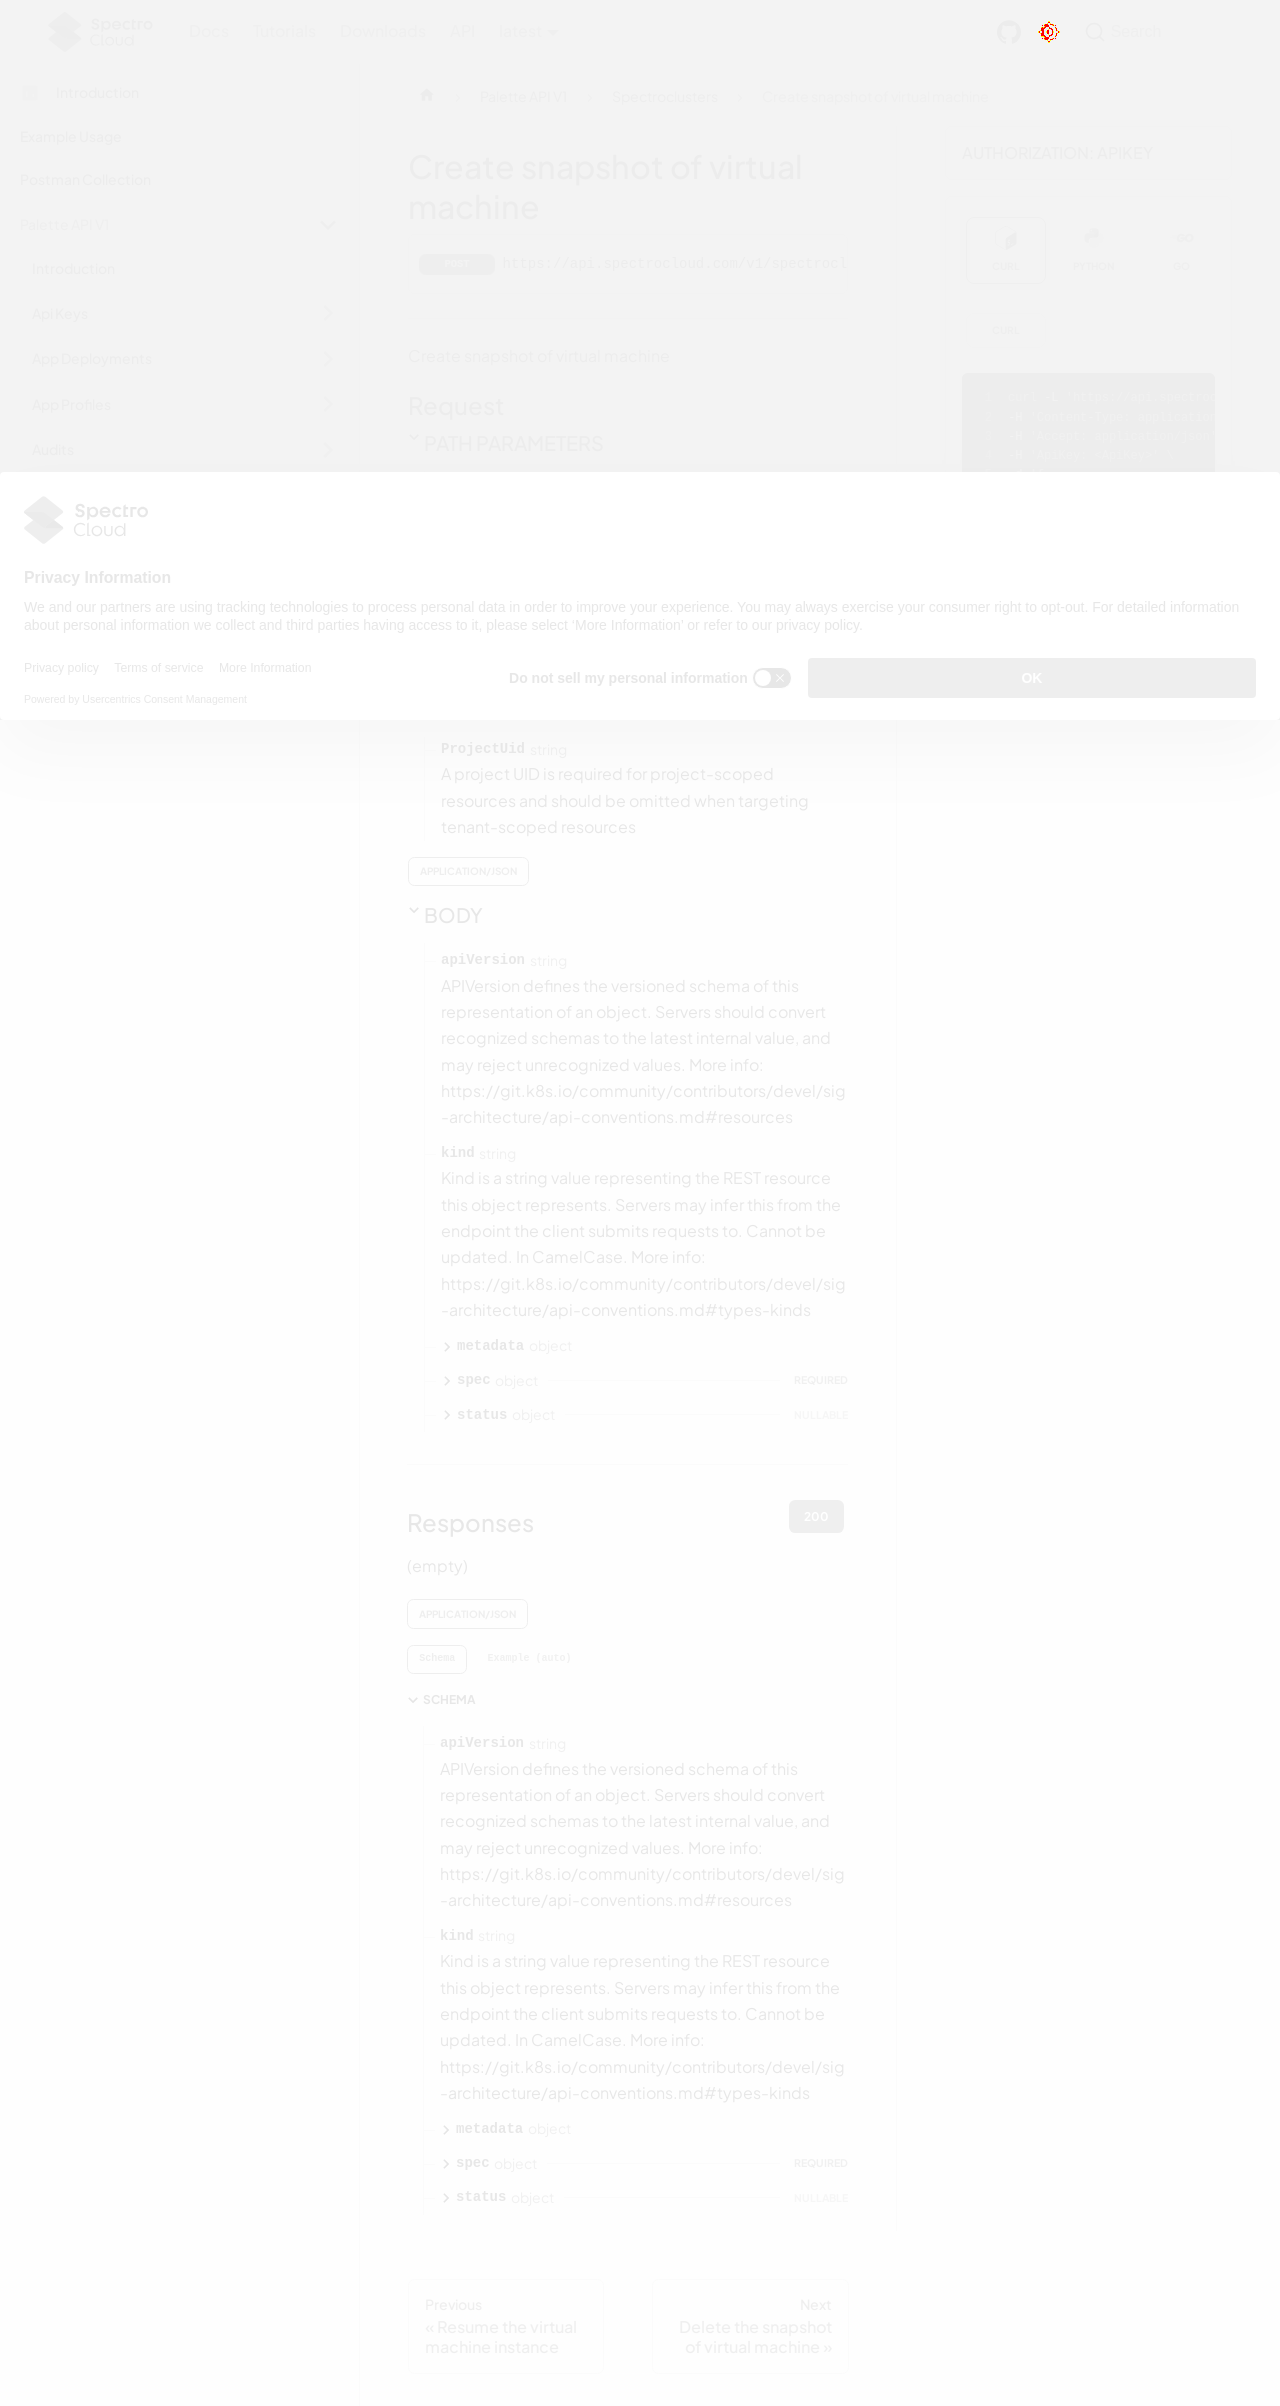 Spectro
Cloud
Docs Tutorials Downloads API latest
Search
Introduction
Example Usage
Postman Collection
Palette API V1
Introduction
Api Keys
App Deployments
App Profiles
Audits
Palette API V1 Spectroclusters Create snapshot of virtual machine
Create snapshot of virtual
machine
POST https://api.spectrocloud.com/v1/spectrocl
Create snapshot of virtual machine
Request
PATH PARAMETERS
AUTHORIZATION: APIKEY
CURL PYTHON GO
CURL
Spectro
Cloud
Privacy Information
We and our partners are using tracking technologies to process personal data in order to improve your experience. You may always exercise your consumer right to opt-out. For detailed information
about personal information we collect and third parties having access to it, please select ‘More Information’ or refer to our privacy policy.
Privacy policy Terms of service More Information
Do not sell my personal information
OK
Powered by Usercentrics Consent Management
ProjectUid string
A project UID is required for project-scoped
resources and should be omitted when targeting
tenant-scoped resources
APPLICATION/JSON
BODY
apiVersion string
APIVersion defines the versioned schema of this
representation of an object. Servers should convert
recognized schemas to the latest internal value, and
may reject unrecognized values. More info:
https://git.k8s.io/community/contributors/devel/sig
-architecture/api-conventions.md#resources
kind string
Kind is a string value representing the REST resource
this object represents. Servers may infer this from the
endpoint the client submits requests to. Cannot be
updated. In CamelCase. More info:
https://git.k8s.io/community/contributors/devel/sig
-architecture/api-conventions.md#types-kinds
metadata object
spec object REQUIRED
status object NULLABLE
Responses
200
(empty)
APPLICATION/JSON
Schema Example (auto)
SCHEMA
apiVersion string
APIVersion defines the versioned schema of this
representation of an object. Servers should convert
recognized schemas to the latest internal value, and
may reject unrecognized values. More info:
https://git.k8s.io/community/contributors/devel/sig
-architecture/api-conventions.md#resources
kind string
Kind is a string value representing the REST resource
this object represents. Servers may infer this from the
endpoint the client submits requests to. Cannot be
updated. In CamelCase. More info:
https://git.k8s.io/community/contributors/devel/sig
-architecture/api-conventions.md#types-kinds
metadata object
spec object REQUIRED
status object NULLABLE
Previous
« Resume the virtual
machine instance
Next
Delete the snapshot
of virtual machine »